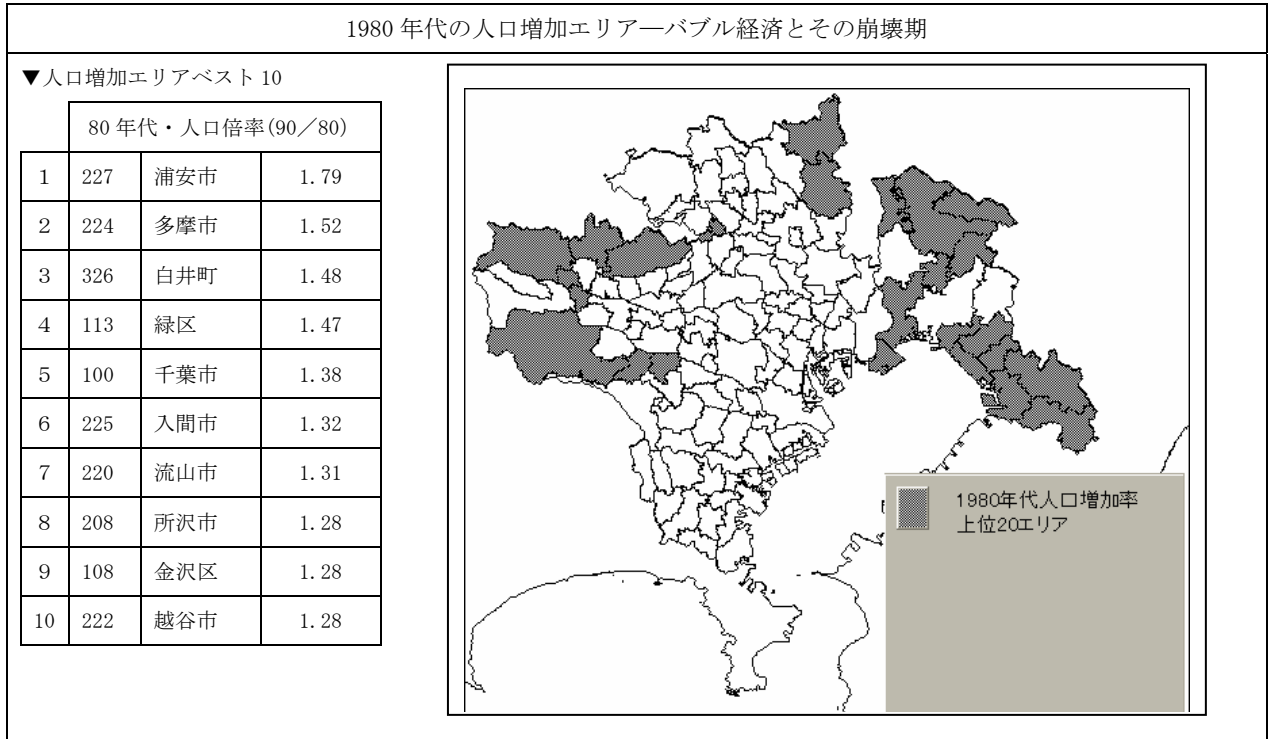 1980年代の人口増加エリア―バブル経済とその崩壊期
▼人口増加エリアベスト10
80年代・人口倍率(90／80)
1 227 浦安市 1.79
2 224 多摩市 1.52
3 326 白井町 1.48
4 113 緑区 1.47
5 100 千葉市 1.38
6 225 入間市 1.32
7 220 流山市 1.31
8 208 所沢市 1.28
9 108 金沢区 1.28
10 222 越谷市 1.28
1980年代人口増加率
上位20エリア